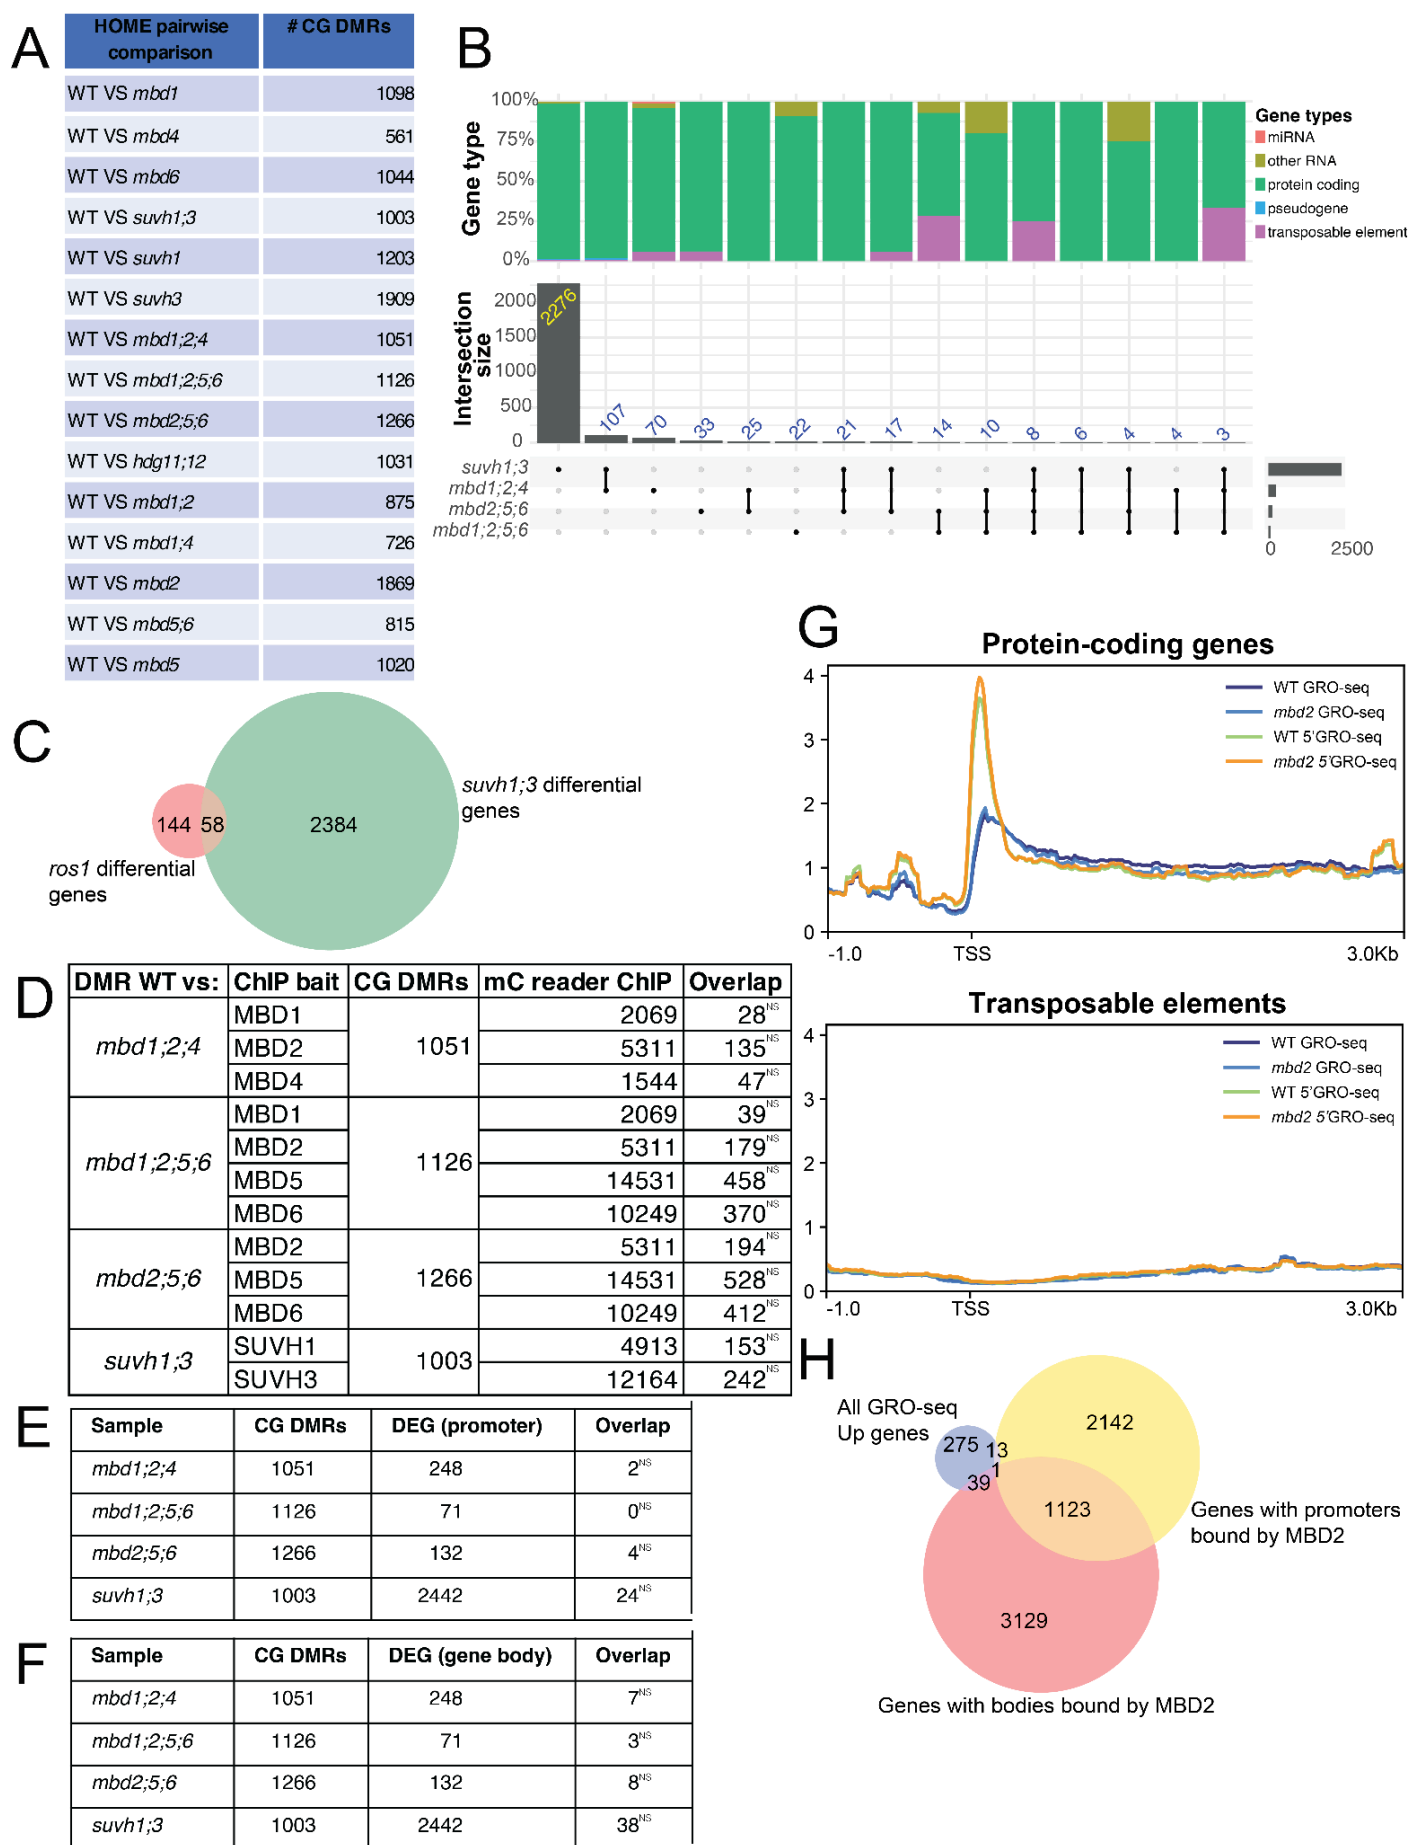 A
HOME pairwise comparison # CG DMRs
WT VS mbd1 1098
WT VS mbd4 561
WT VS mbd6 1044
WT VS suvh1;3 1003
WT VS suvh1 1203
WT VS suvh3 1909
WT VS mbd1;2;4 1051
WT VS mbd1;2;5;6 1126
WT VS mbd2;5;6 1266
WT VS hdg11;12 1031
WT VS mbd1;2 875
WT VS mbd1;4 726
WT VS mbd2 1869
WT VS mbd5;6 815
WT VS mbd5 1020
B
Gene type
100%
75%
50%
25%
0%
Gene types
miRNA
other RNA
protein coding
pseudogene
transposable element
Intersection
size
2000
1500
1000
500
0
2276 107 70 33 25 22 21 17 14 10 8 6 4 4 3
suvh1;3
mbd1;2;4
mbd2;5;6
mbd1;2;5;6
0 2500
C
144 58 2384
suvh1;3 differential
genes
ros1 differential
genes
D
DMR WT vs: ChIP bait CG DMRs mC reader ChIP Overlap
mbd1;2;4 MBD1 1051 2069 28NS
MBD2 5311 135NS
MBD4 1544 47NS
mbd1;2;5;6 MBD1 1126 2069 39NS
MBD2 5311 179NS
MBD5 14531 458NS
MBD6 10249 370NS
mbd2;5;6 MBD2 1266 5311 194NS
MBD5 14531 528NS
MBD6 10249 412NS
suvh1;3 SUVH1 1003 4913 153NS
SUVH3 12164 242NS
E
Sample CG DMRs DEG (promoter) Overlap
mbd1;2;4 1051 248 2NS
mbd1;2;5;6 1126 71 0NS
mbd2;5;6 1266 132 4NS
suvh1;3 1003 2442 24NS
F
Sample CG DMRs DEG (gene body) Overlap
mbd1;2;4 1051 248 7NS
mbd1;2;5;6 1126 71 3NS
mbd2;5;6 1266 132 8NS
suvh1;3 1003 2442 38NS
G
Protein-coding genes
4
3
2
1
0
WT GRO-seq
mbd2 GRO-seq
WT 5'GRO-seq
mbd2 5'GRO-seq
-1.0 TSS 3.0Kb
Transposable elements
4
3
2
1
0
WT GRO-seq
mbd2 GRO-seq
WT 5'GRO-seq
mbd2 5'GRO-seq
-1.0 TSS 3.0Kb
H
All GRO-seq
Up genes
275 13 2142
39 1
1123
Genes with promoters
bound by MBD2
3129
Genes with bodies bound by MBD2